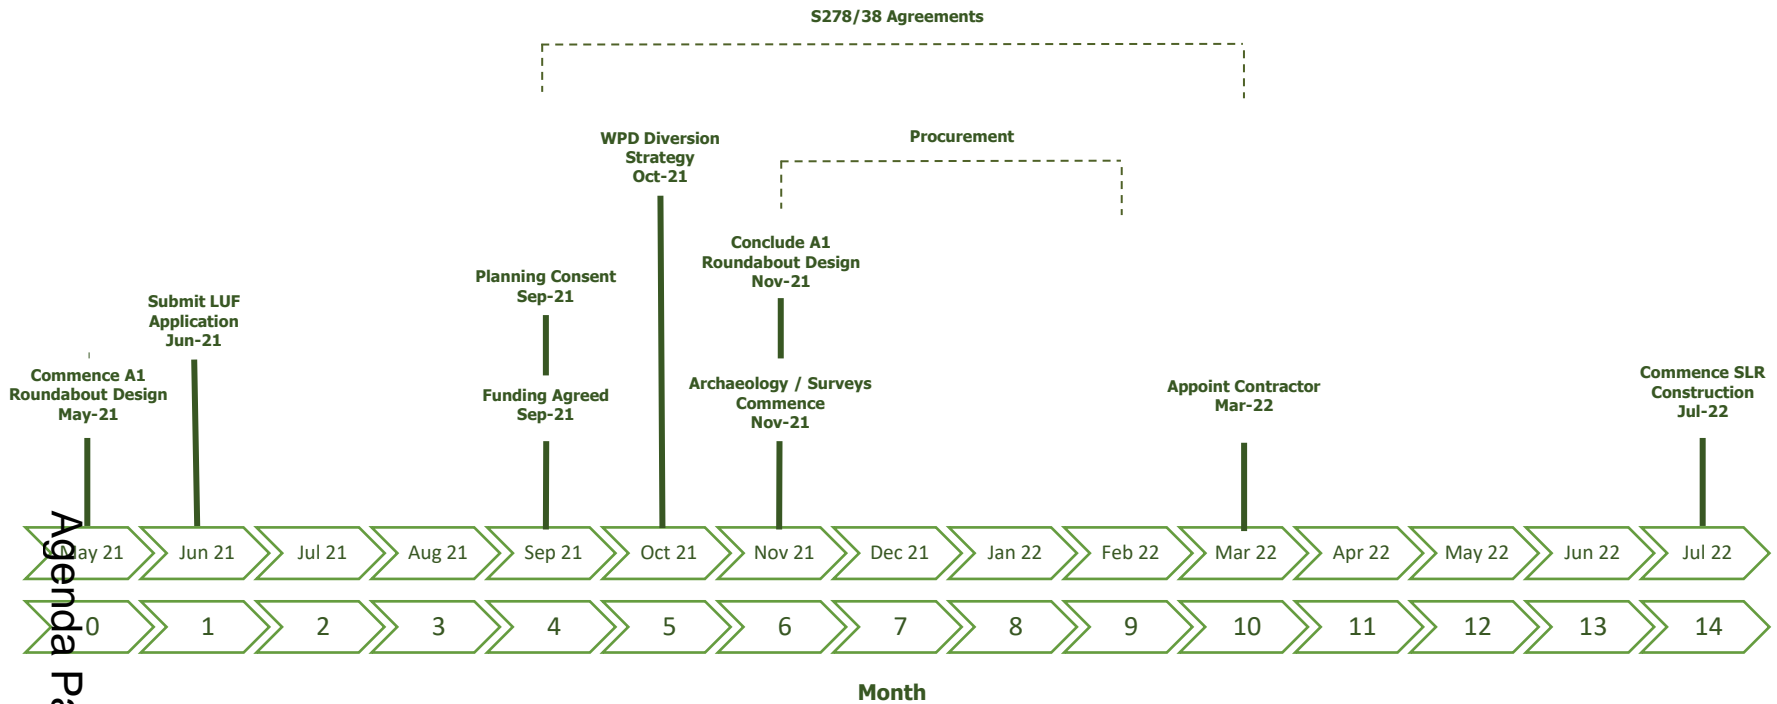 S278/38 Agreements
WPD Diversion
Strategy
Oct-21
Procurement
Conclude A1
Roundabout Design
Nov-21
Planning Consent
Sep-21
Submit LUF
Application
Jun-21
Commence A1
Roundabout Design
May-21
Funding Agreed
Sep-21
Archaeology / Surveys
Commence
Nov-21
Appoint Contractor
Mar-22
Commence SLR
Construction
Jul-22
May 21
Jun 21
Jul 21
Aug 21
Sep 21
Oct 21
Nov 21
Dec 21
Jan 22
Feb 22
Mar 22
Apr 22
May 22
Jun 22
Jul 22
0
1
2
3
4
5
6
7
8
9
10
11
12
13
14
Month
Agenda Pa